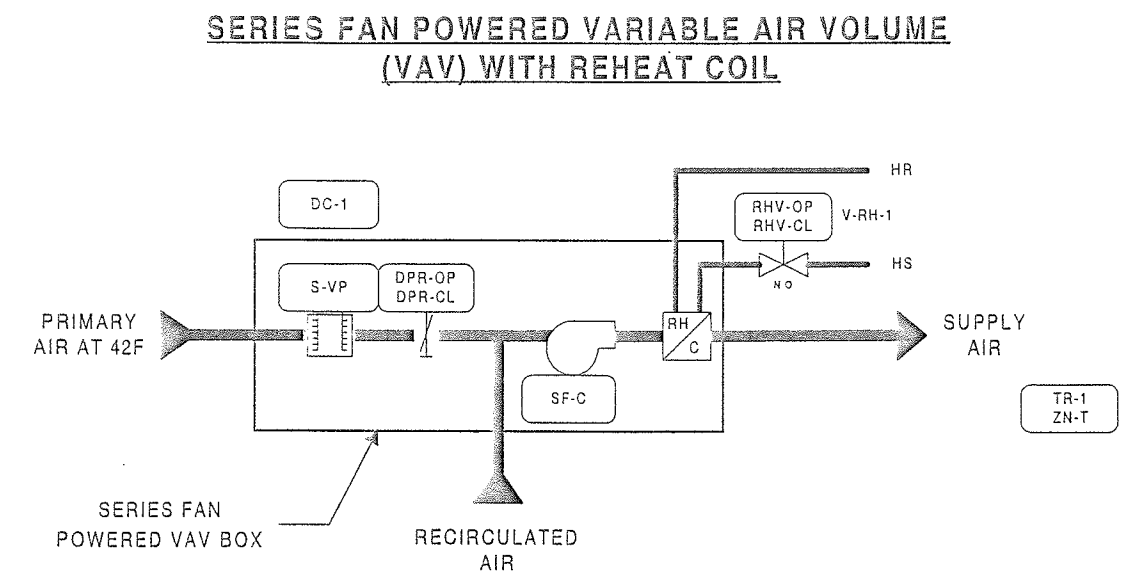 SERIES FAN POWERED VARIABLE AIR VOLUME
(VAV) WITH REHEAT COIL
HR
DC-1
RHV-OP
RHV-CL
V-RH-1
HS
NO
S-VP
DPR-OP
DPR-CL
PRIMARY
AIR AT 42F
RH
C
SUPPLY
AIR
SF-C
TR-1
ZN-T
SERIES FAN
POWERED VAV BOX
RECIRCULATED
AIR